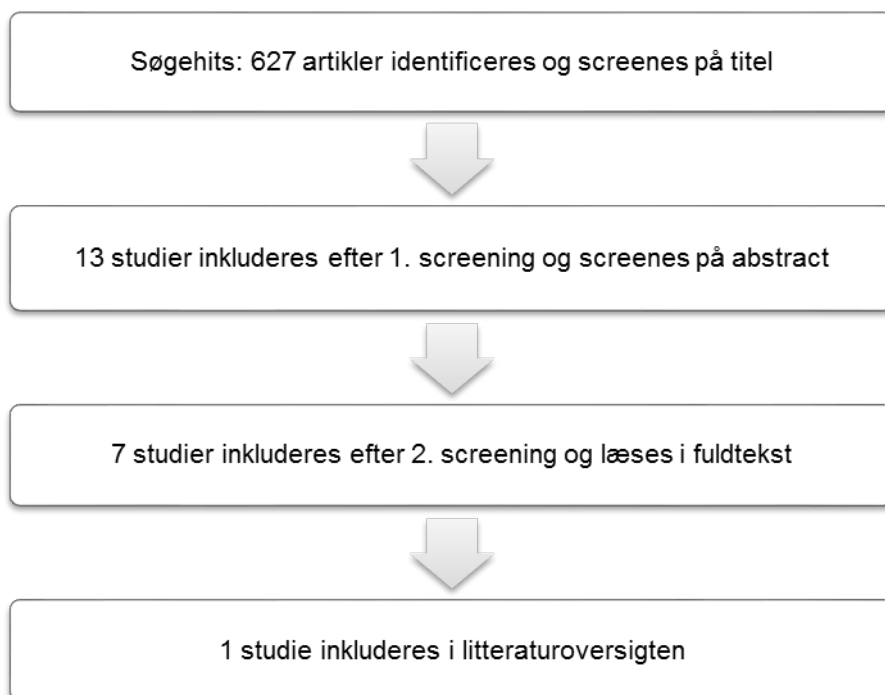 Søgehits: 627 artikler identificeres og screenes på titel
13 studier inkluderes efter 1. screening og screenes på abstract
7 studier inkluderes efter 2. screening og læses i fuldtekst
1 studie inkluderes i litteraturoversigten